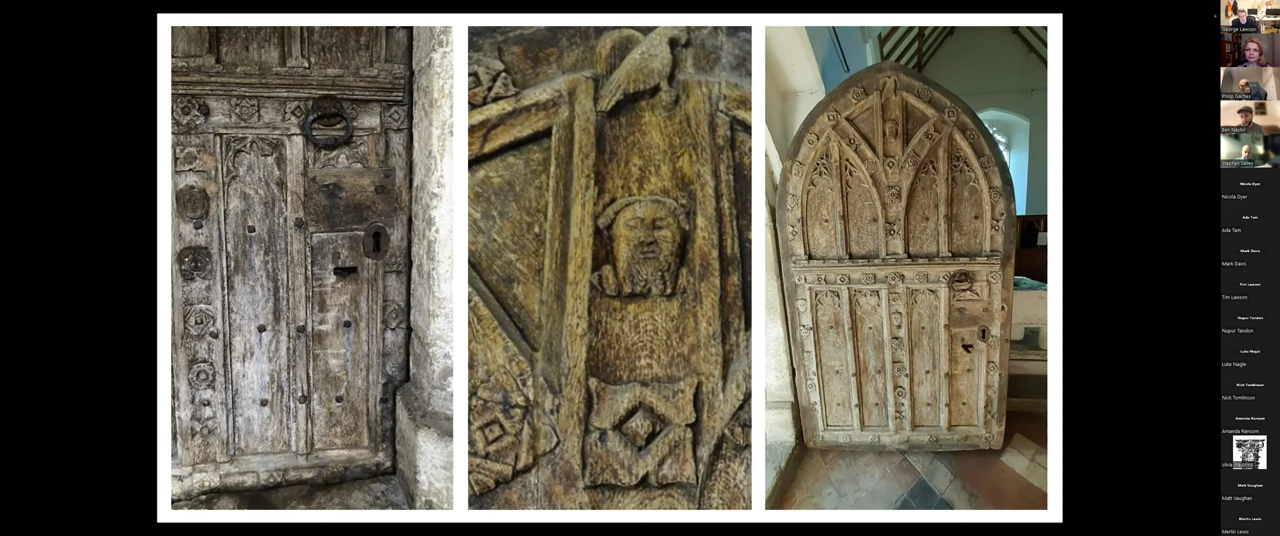 George Lawson
Philip Gaches
Ben Naylor
Stephen Bailey
Nicola Dyer
Nicola Dyer
Ada Tam
Ada Tam
Mark Davis
Mark Davis
Tim Lawson
Tim Lawson
Nupur Tandon
Nupur Tandon
Luke Nagle
Luke Nagle
Nick Tomlinson
Nick Tomlinson
Amanda Ransom
Amanda Ransom
silvia
Matt Vaughan
Matt Vaughan
Merlin Lewis
Merlin Lewis